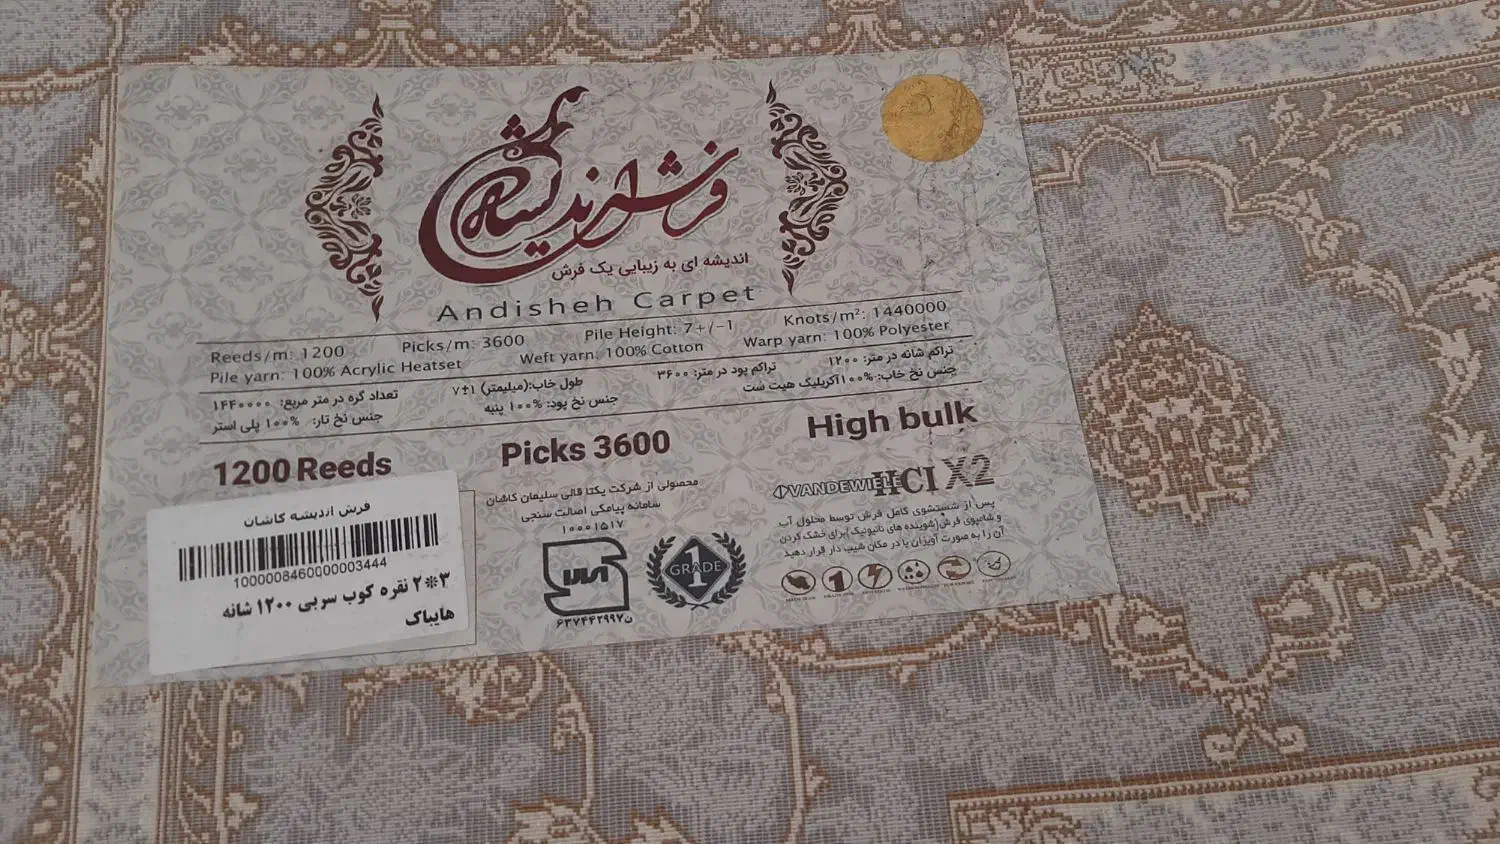 فرش اندیشه
اندیشه ای به زیبایی یک فرش
Andisheh Carpet
Reeds/m: 1200 Picks/m: 3600 Pile Height: 7+/-1 Knots/m²: 1440000
Pile yarn: 100% Acrylic Heatset Weft yarn: 100% Cotton Warp yarn: 100% Polyester
تراکم شانه در متر: ۱۲۰۰ تراکم پود در متر: ۳۶۰۰ طول خاب:(میلیمتر) ۱±۷ تعداد گره در متر مربع: ۱۴۴۰۰۰۰
جنس نخ خاب: ۱۰۰% آکریلیک هیت ست جنس نخ پود: ۱۰۰% پنبه جنس نخ تار: ۱۰۰% پلی استر
1200 Reeds Picks 3600 High bulk
محصولی از شرکت یکتا قالی سلیمان کاشان
سامانه پیامکی اصالت سنجی
۱۰۰۰۱۵۱۷
GRADE
1
۶۳۷۴۴۲۹۹۷ن
VANDEWIELE HCI X2
پس از شستشوی کامل فرش توسط محلول آب
و شامپوی فرش(شوینده های نانیونیک)برای خشک کردن
آن را به صورت آویزان یا در مکان شیب دار قرار دهید
فرش اندیشه کاشان
1000008460000003444
۳*۲ نقره کوب سربی ۱۲۰۰ شانه
هایباک